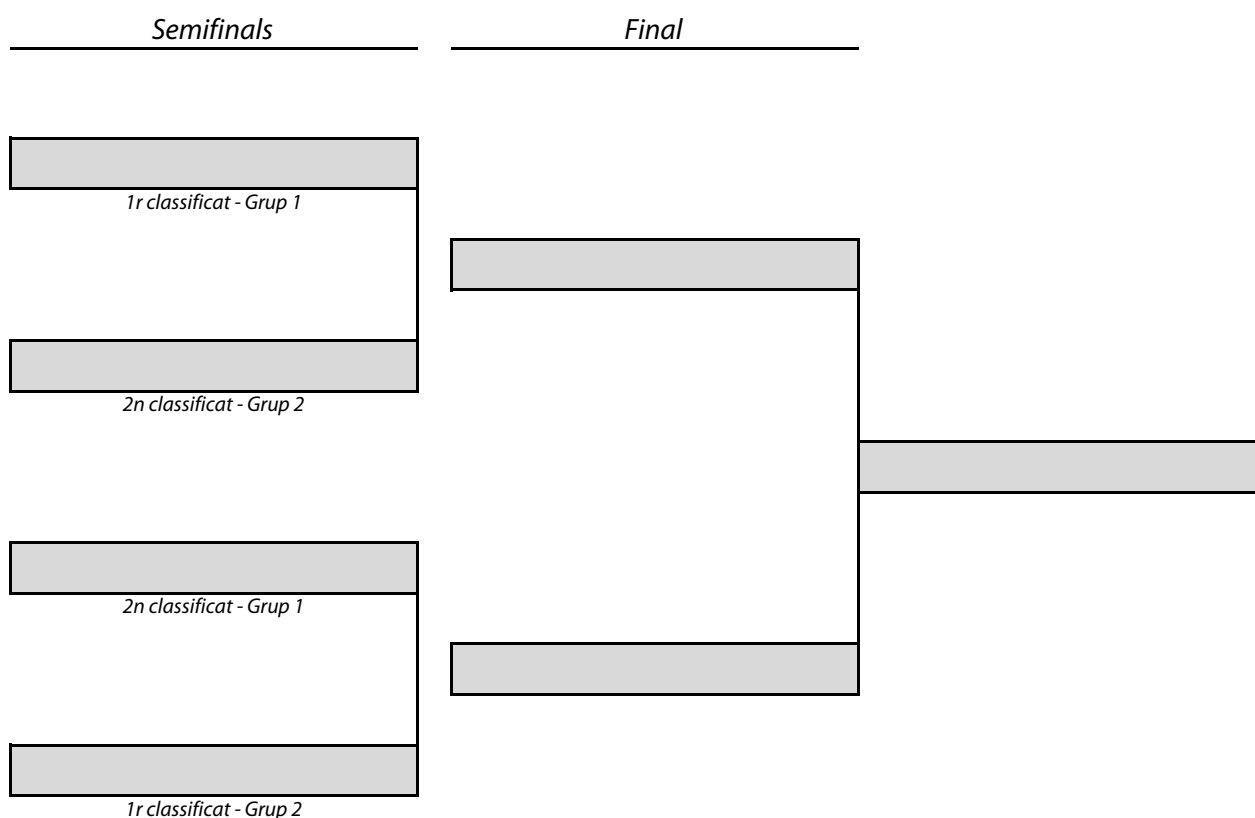 Semifinals
Final
1r classificat - Grup 1
2n classificat - Grup 2
2n classificat - Grup 1
1r classificat - Grup 2